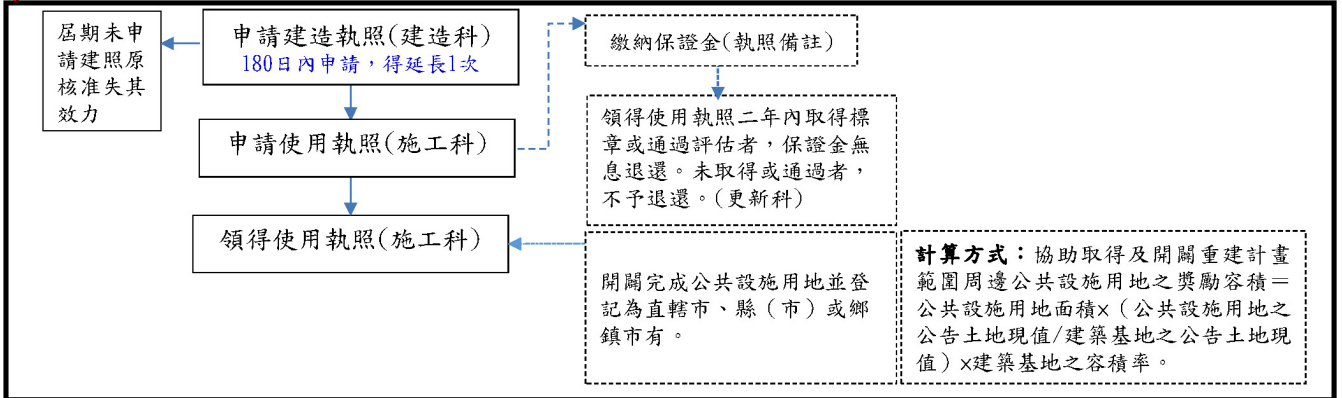 屆期未申
請建照原
核准失其
效力
申請建造執照(建造科)
180日內申請，得延長1次
繳納保證金(執照備註)
申請使用執照(施工科)
領得使用執照二年內取得標
章或通過評估者，保證金無
息退還。未取得或通過者，
不予退還。(更新科)
領得使用執照(施工科)
開闢完成公共設施用地並登
記為直轄市、縣（市）或鄉
鎮市有。
計算方式：協助取得及開闢重建計畫
範圍周邊公共設施用地之獎勵容積＝
公共設施用地面積×（公共設施用地之
公告土地現值/建築基地之公告土地現
值）×建築基地之容積率。